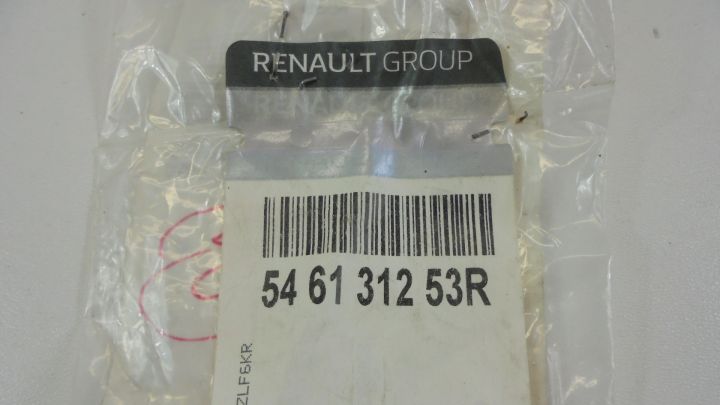 RENAULT GROUP
54 61 312 53R
ZLF6KR